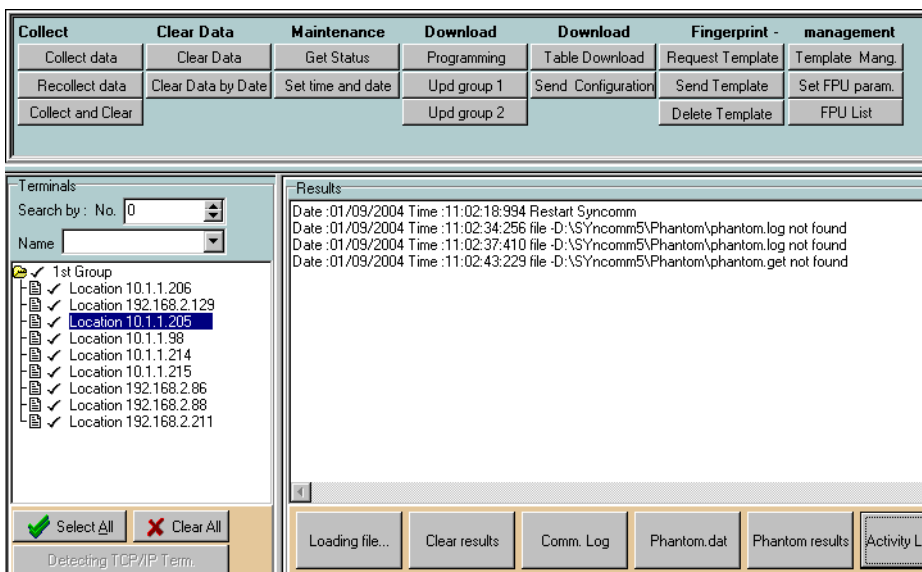 Collect Clear Data Maintenance Download Download Fingerprint - management
Collect data Clear Data Get Status Programming Table Download Request Template Template Mang.
Recollect data Clear Data by Date Set time and date Upd group 1 Send Configuration Send Template Set FPU param.
Collect and Clear Upd group 2 Delete Template FPU List
Terminals
Search by : No. 0
Name
1st Group
Location 10.1.1.206
Location 192.168.2.129
Location 10.1.1.205
Location 10.1.1.98
Location 10.1.1.214
Location 10.1.1.215
Location 192.168.2.86
Location 192.168.2.88
Location 192.168.2.211
Select All Clear All
Detecting TCP/IP Term.
Results
Date :01/09/2004 Time :11:02:18:994 Restart Syncomm
Date :01/09/2004 Time :11:02:34:256 file -D:\SYncomm5\Phantom\phantom.log not found
Date :01/09/2004 Time :11:02:37:410 file -D:\SYncomm5\Phantom\phantom.log not found
Date :01/09/2004 Time :11:02:43:229 file -D:\SYncomm5\Phantom\phantom.get not found
Loading file... Clear results Comm. Log Phantom.dat Phantom results Activity L